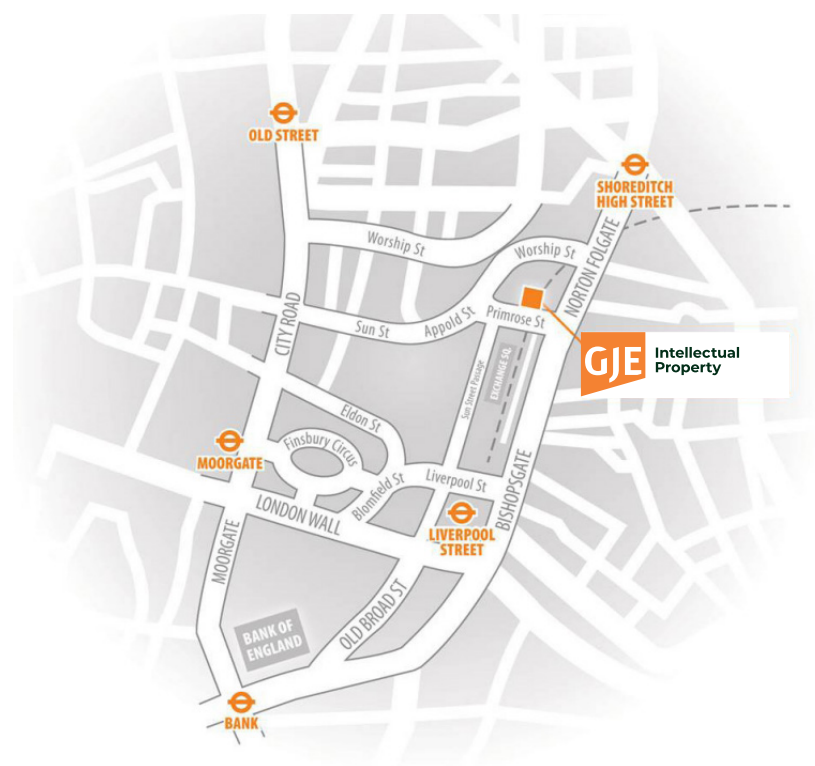 OLD STREET
SHOREDITCH
HIGH STREET
Worship St
Worship St
NORTON FOLGATE
CITY ROAD
Sun St
Appold St
Primrose St
GJE
Intellectual
Property
Sun Street Passage
EXCHANGE SQ.
Eldon St
Finsbury Circus
MOORGATE
Blomfield St
Liverpool St
BISHOPSGATE
LONDON WALL
LIVERPOOL
STREET
MOORGATE
OLD BROAD ST
BANK OF
ENGLAND
BANK